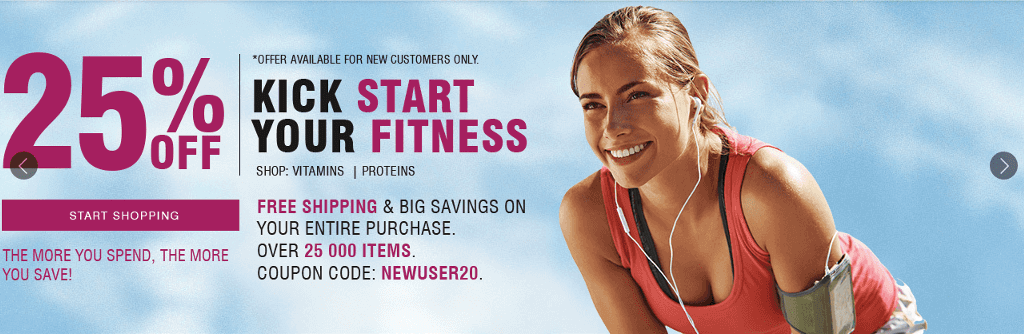 25%
OFF
START SHOPPING
THE MORE YOU SPEND, THE MORE
YOU SAVE!
*OFFER AVAILABLE FOR NEW CUSTOMERS ONLY.
KICK START
YOUR FITNESS
SHOP: VITAMINS | PROTEINS
FREE SHIPPING & BIG SAVINGS ON
YOUR ENTIRE PURCHASE.
OVER 25 000 ITEMS.
COUPON CODE: NEWUSER20.